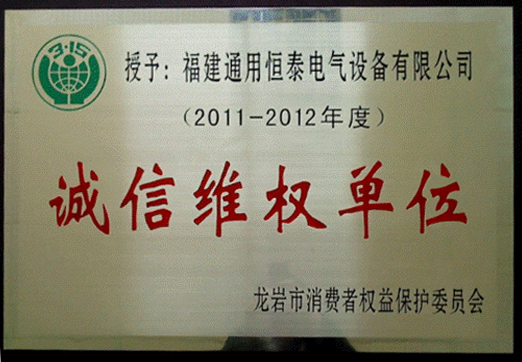 3·15
授予：福建通用恒泰电气设备有限公司
（2011-2012年度）
诚信维权单位
龙岩市消费者权益保护委员会